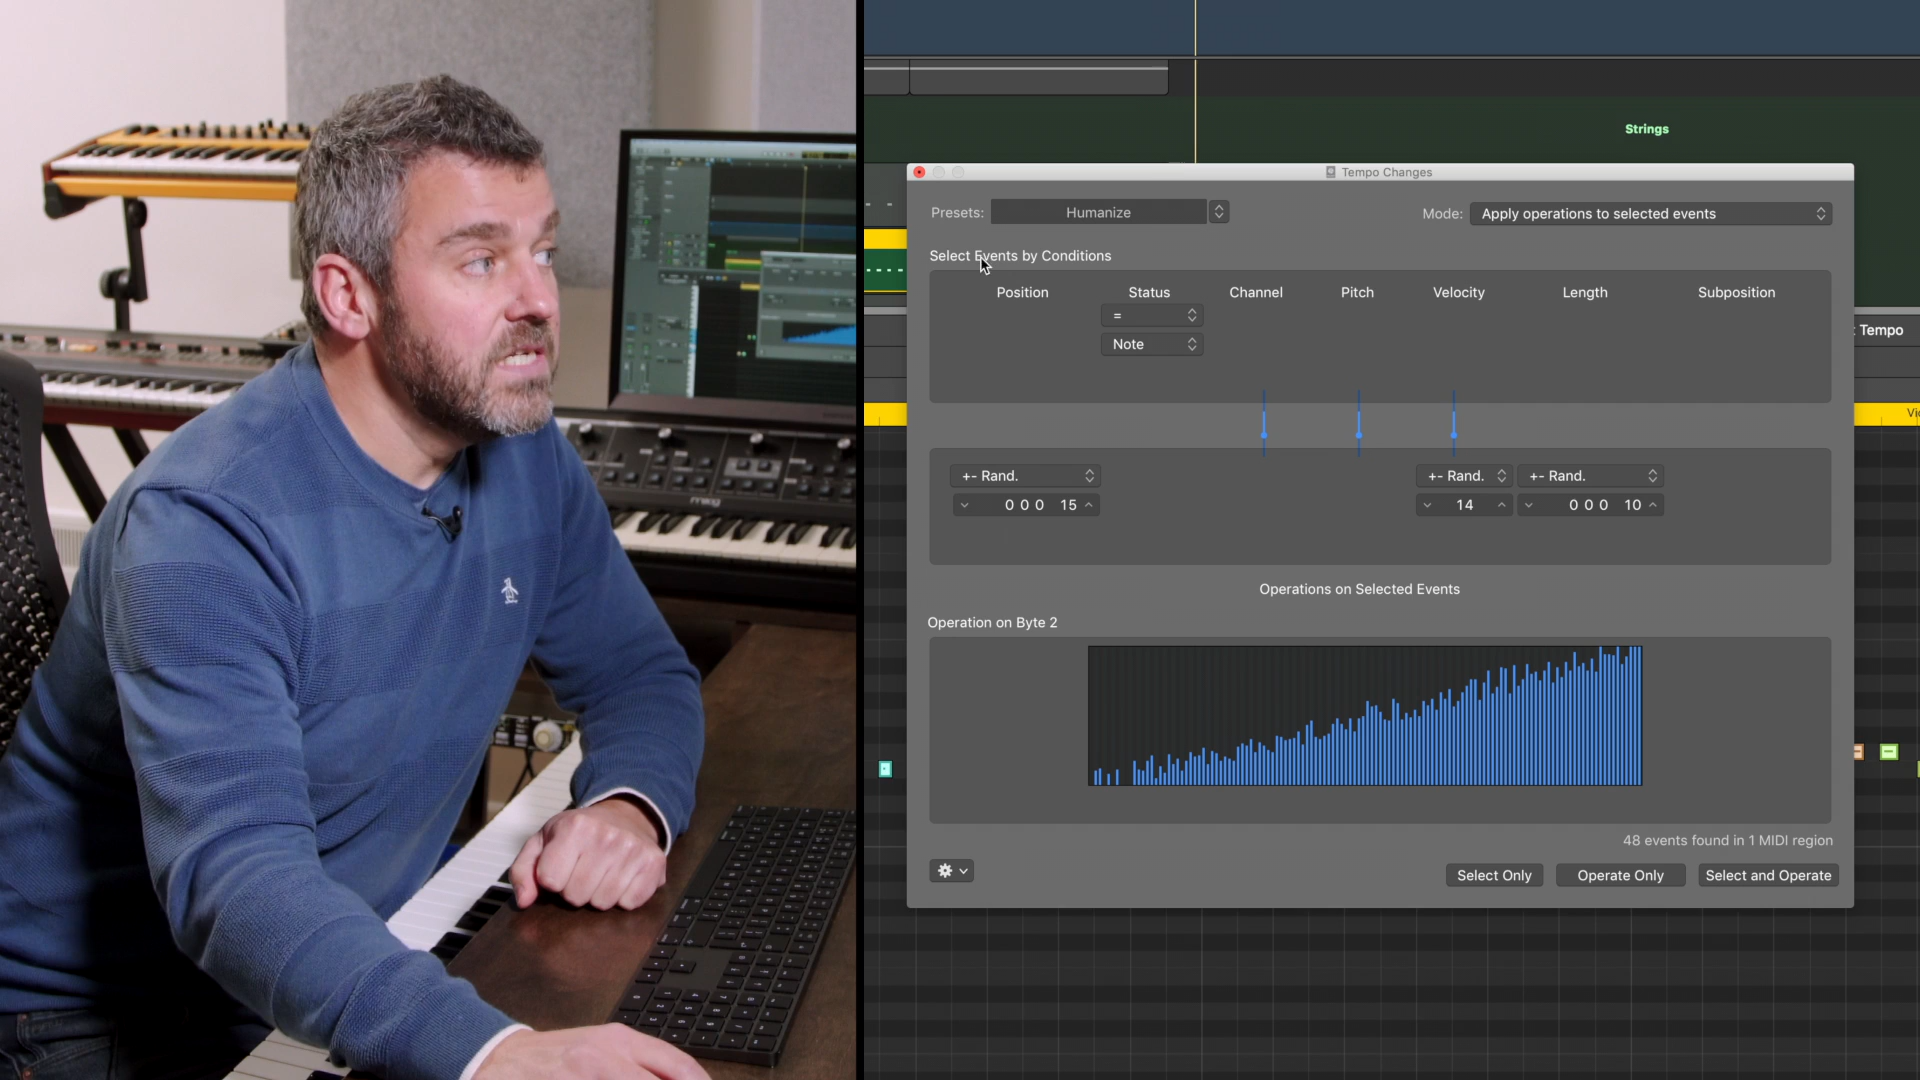 Strings
Tempo Changes
Presets: Humanize
Mode: Apply operations to selected events
Select Events by Conditions
Position Status Channel Pitch Velocity Length Subposition
=
Note
: Tempo
+- Rand. +- Rand. +- Rand.
0 0 0 15 14 0 0 0 10
Operations on Selected Events
Operation on Byte 2
48 events found in 1 MIDI region
Select Only Operate Only Select and Operate
moog